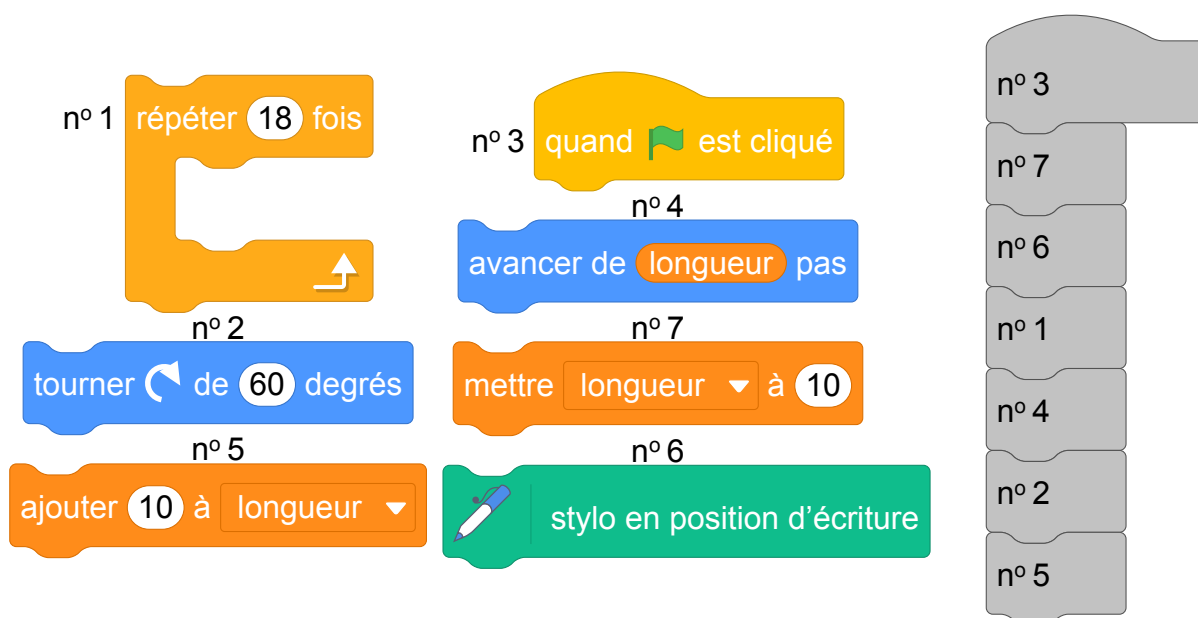 nº 1 répéter 18 fois
nº 2
tourner de 60 degrés
nº 5
ajouter 10 à longueur
nº 3 quand est cliqué
nº 4
avancer de longueur pas
nº 7
mettre longueur à 10
nº 6
stylo en position d’écriture
nº 3
nº 7
nº 6
nº 1
nº 4
nº 2
nº 5